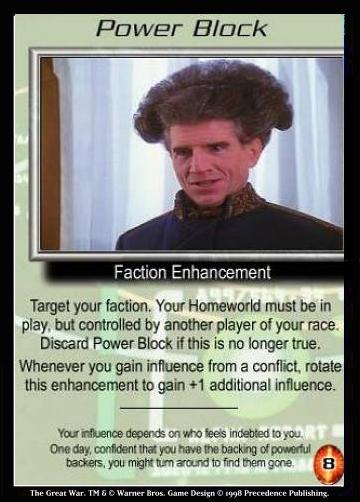 Power Block
Faction Enhancement
Target your faction. Your Homeworld must be in
play, but controlled by another player of your race.
Discard Power Block if this is no longer true.
Whenever you gain influence from a conflict, rotate
this enhancement to gain +1 additional influence.
Your influence depends on who feels indebted to you.
One day, confident that you have the backing of powerful
backers, you might turn around to find them gone.
8
The Great War. TM & © Warner Bros. Game Design © 1998 Precedence Publishing.